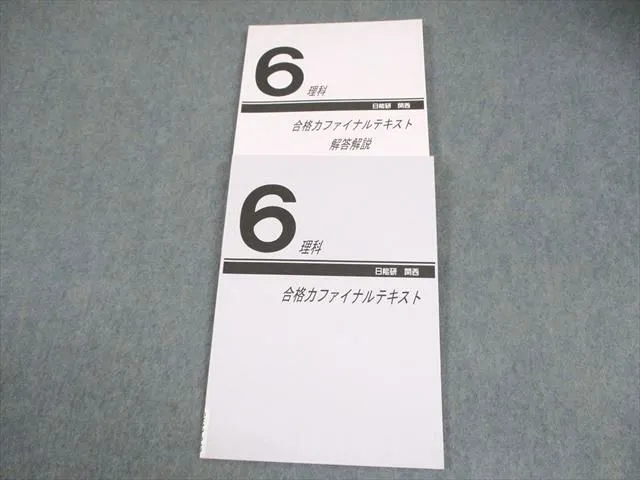 6 理科
日能研 関西
合格力ファイナルテキスト
解答解説
6 理科
日能研 関西
合格力ファイナルテキスト